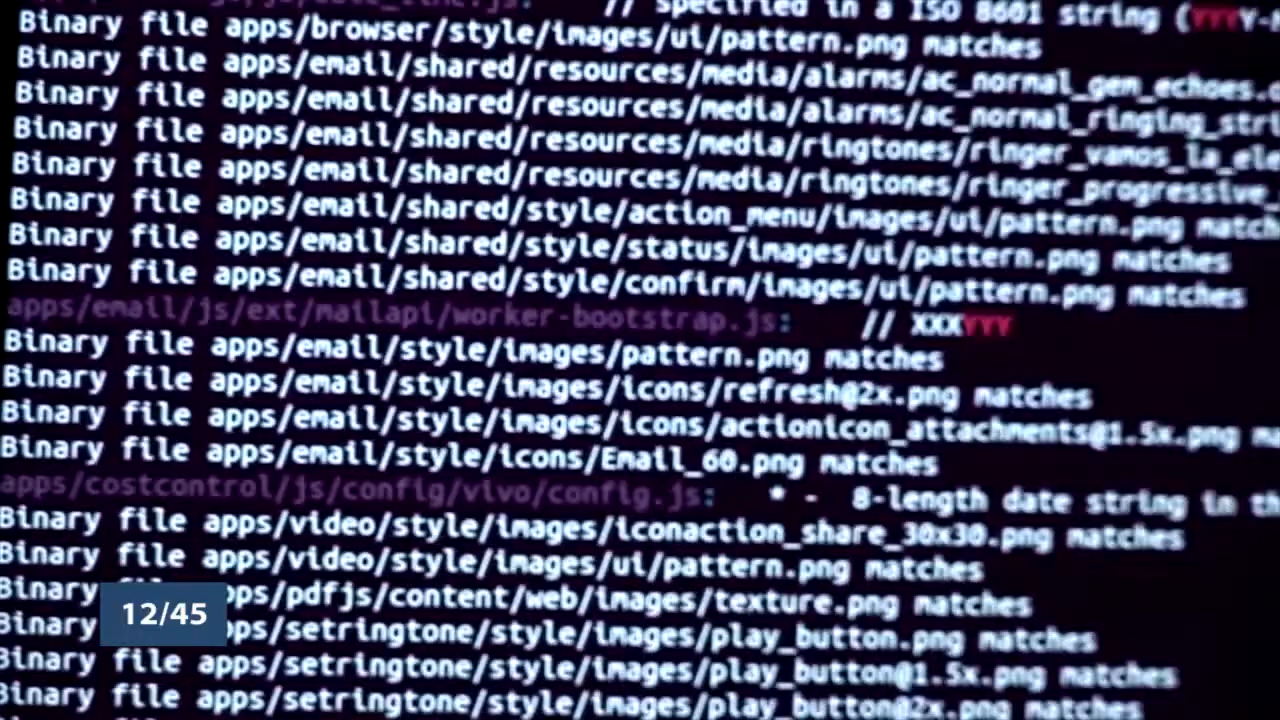 // specified in a ISO 8601 string (YYYY-
Binary file apps/browser/style/images/ui/pattern.png matches
Binary file apps/email/shared/resources/media/alarms/ac_normal_gem_echoes.
Binary file apps/email/shared/resources/media/alarms/ac_normal_ringing_stri
Binary file apps/email/shared/resources/media/ringtones/ringer_vamos_la_ele
Binary file apps/email/shared/resources/media/ringtones/ringer_progressive_
Binary file apps/email/shared/style/action_menu/images/ui/pattern.png match
Binary file apps/email/shared/style/status/images/ui/pattern.png matches
Binary file apps/email/shared/style/confirm/images/ui/pattern.png matches
apps/email/js/ext/mailapi/worker-bootstrap.js: // XXXYYY
Binary file apps/email/style/images/pattern.png matches
Binary file apps/email/style/images/icons/refresh@2x.png matches
Binary file apps/email/style/images/icons/actionicon_attachments@1.5x.png ma
Binary file apps/email/style/icons/Email_60.png matches
apps/costcontrol/js/config/vivo/config.js: * - 8-length date string in th
Binary file apps/video/style/images/iconaction_share_30x30.png matches
Binary file apps/video/style/images/ui/pattern.png matches
Binary file pps/pdfjs/content/web/images/texture.png matches
12/45
Binary pps/setringtone/style/images/play_button.png matches
Binary file apps/setringtone/style/images/play_button@1.5x.png matches
Binary file apps/setringtone/style/images/play_button@2x.png matches